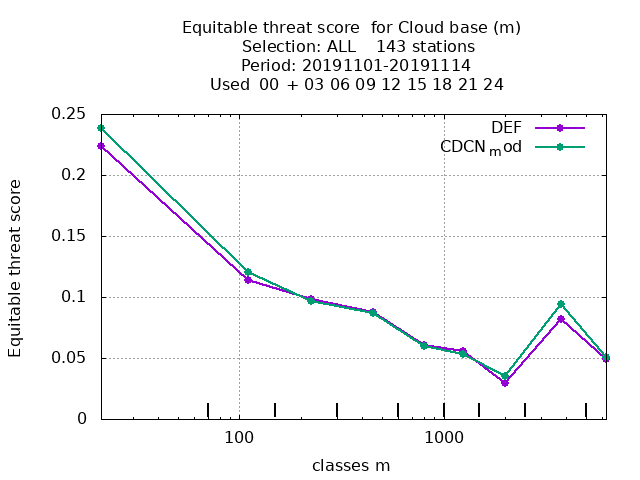 Equitable threat score  for Cloud base (m)
Selection: ALL    143 stations
Period: 20191101-20191114
Used  00 + 03 06 09 12 15 18 21 24
0.25
0.2
0.15
0.1
0.05
0
Equitable threat score
DEF
CDCN_mod
100
1000
classes m